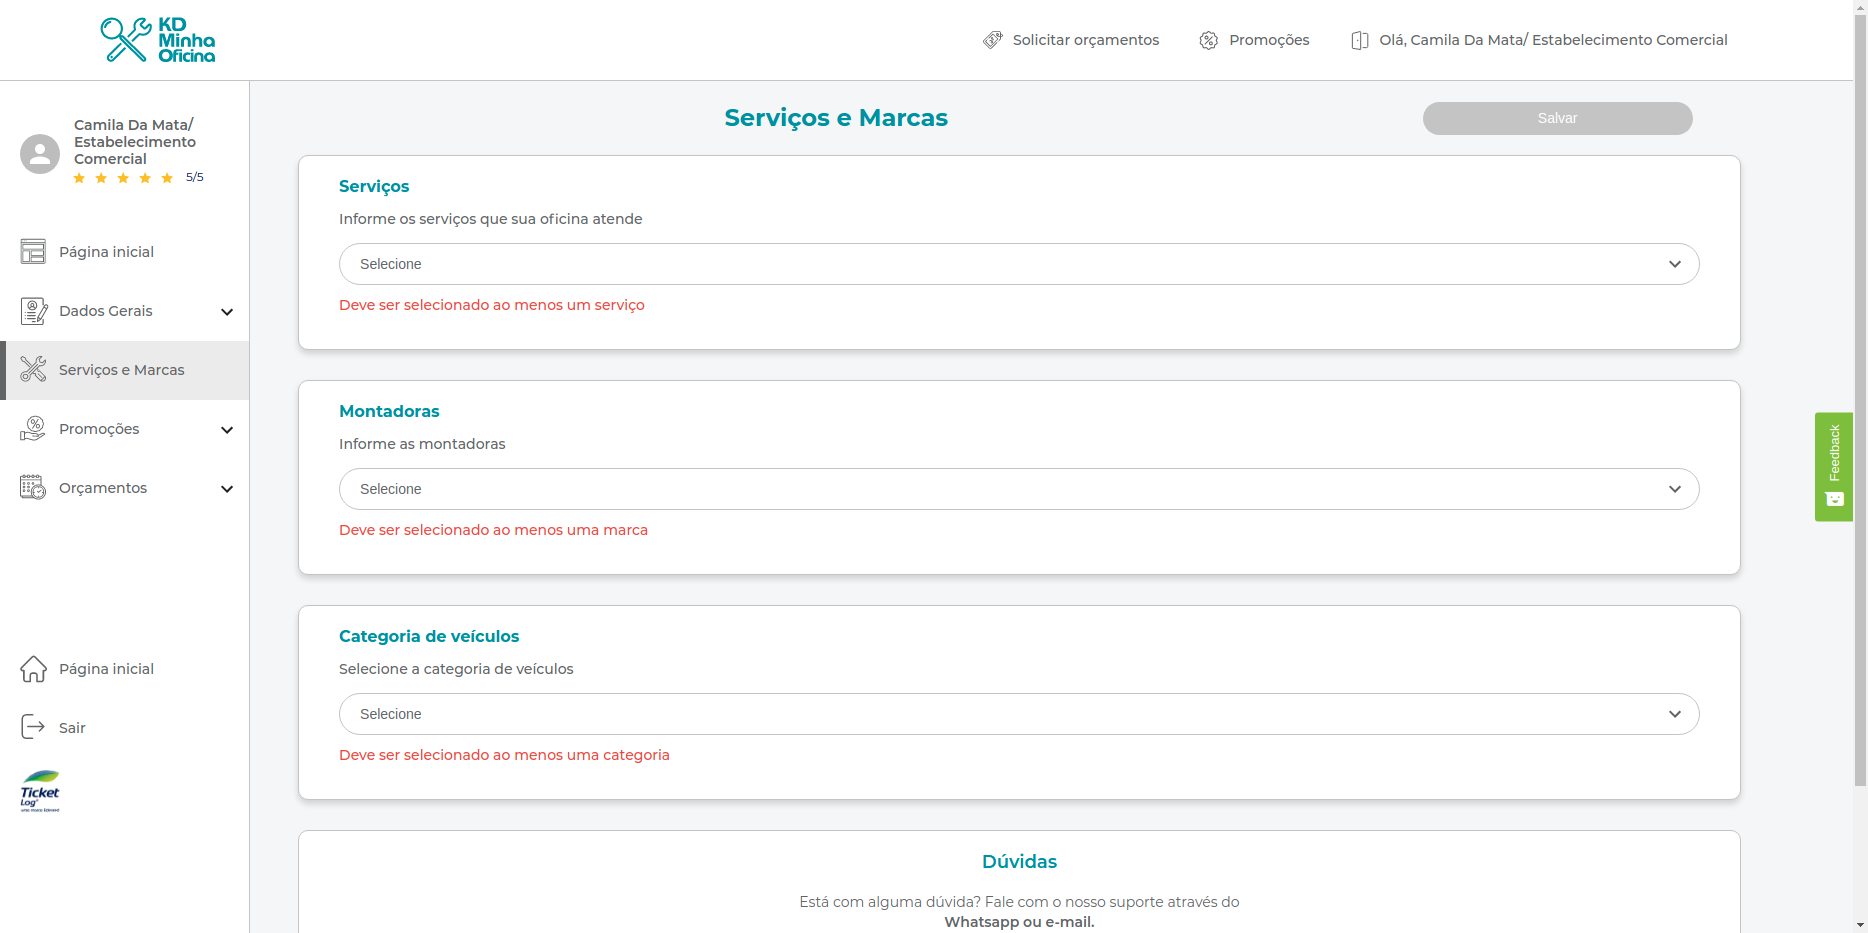 KD
Minha
Oficina
Solicitar orçamentos
Promoções
Olá, Camila Da Mata/ Estabelecimento Comercial
Camila Da Mata/
Estabelecimento
Comercial
5/5
Página inicial
Dados Gerais
Serviços e Marcas
Promoções
Orçamentos
Página inicial
Sair
Ticket
Log
Serviços e Marcas
Salvar
Serviços
Informe os serviços que sua oficina atende
Selecione
Deve ser selecionado ao menos um serviço
Montadoras
Informe as montadoras
Selecione
Deve ser selecionado ao menos uma marca
Categoria de veículos
Selecione a categoria de veículos
Selecione
Deve ser selecionado ao menos uma categoria
Dúvidas
Está com alguma dúvida? Fale com o nosso suporte através do
Whatsapp ou e-mail.
Feedback